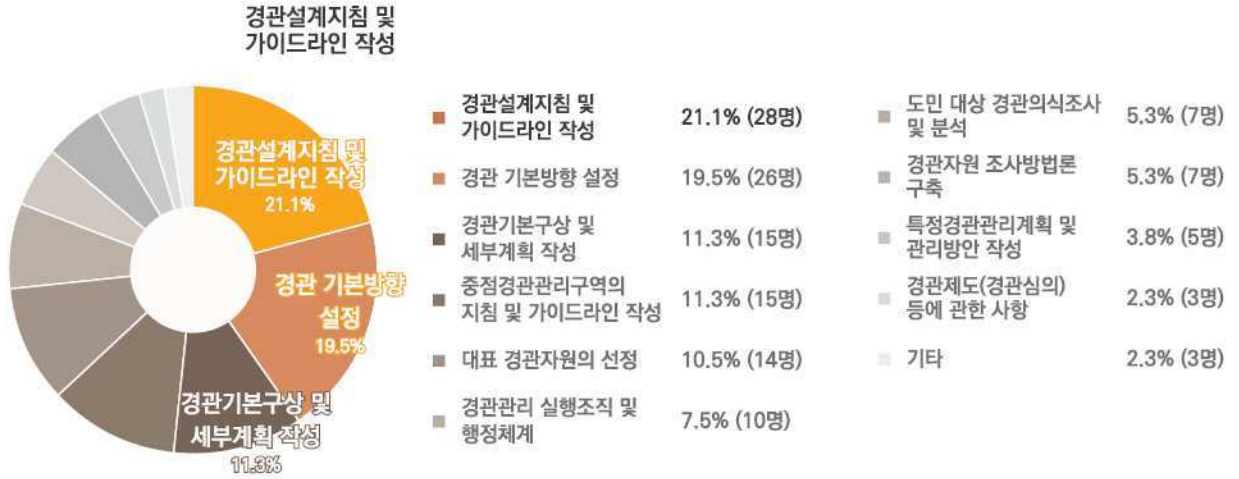 경관설계지침 및
가이드라인 작성
경관설계지침 및
가이드라인 작성
21.1%
경관 기본방향
설정
19.5%
경관기본구상 및
세부계획 작성
11.3%
경관설계지침 및
가이드라인 작성
21.1% (28명)
경관 기본방향 설정 19.5% (26명)
경관기본구상 및
세부계획 작성
11.3% (15명)
중점경관관리구역의
지침 및 가이드라인 작성
11.3% (15명)
대표 경관자원의 선정 10.5% (14명)
경관관리 실행조직 및
행정체계
7.5% (10명)
도민 대상 경관의식조사
및 분석
5.3% (7명)
경관자원 조사방법론
구축
5.3% (7명)
특정경관관리계획 및
관리방안 작성
3.8% (5명)
경관제도(경관심의)
등에 관한 사항
2.3% (3명)
기타 2.3% (3명)